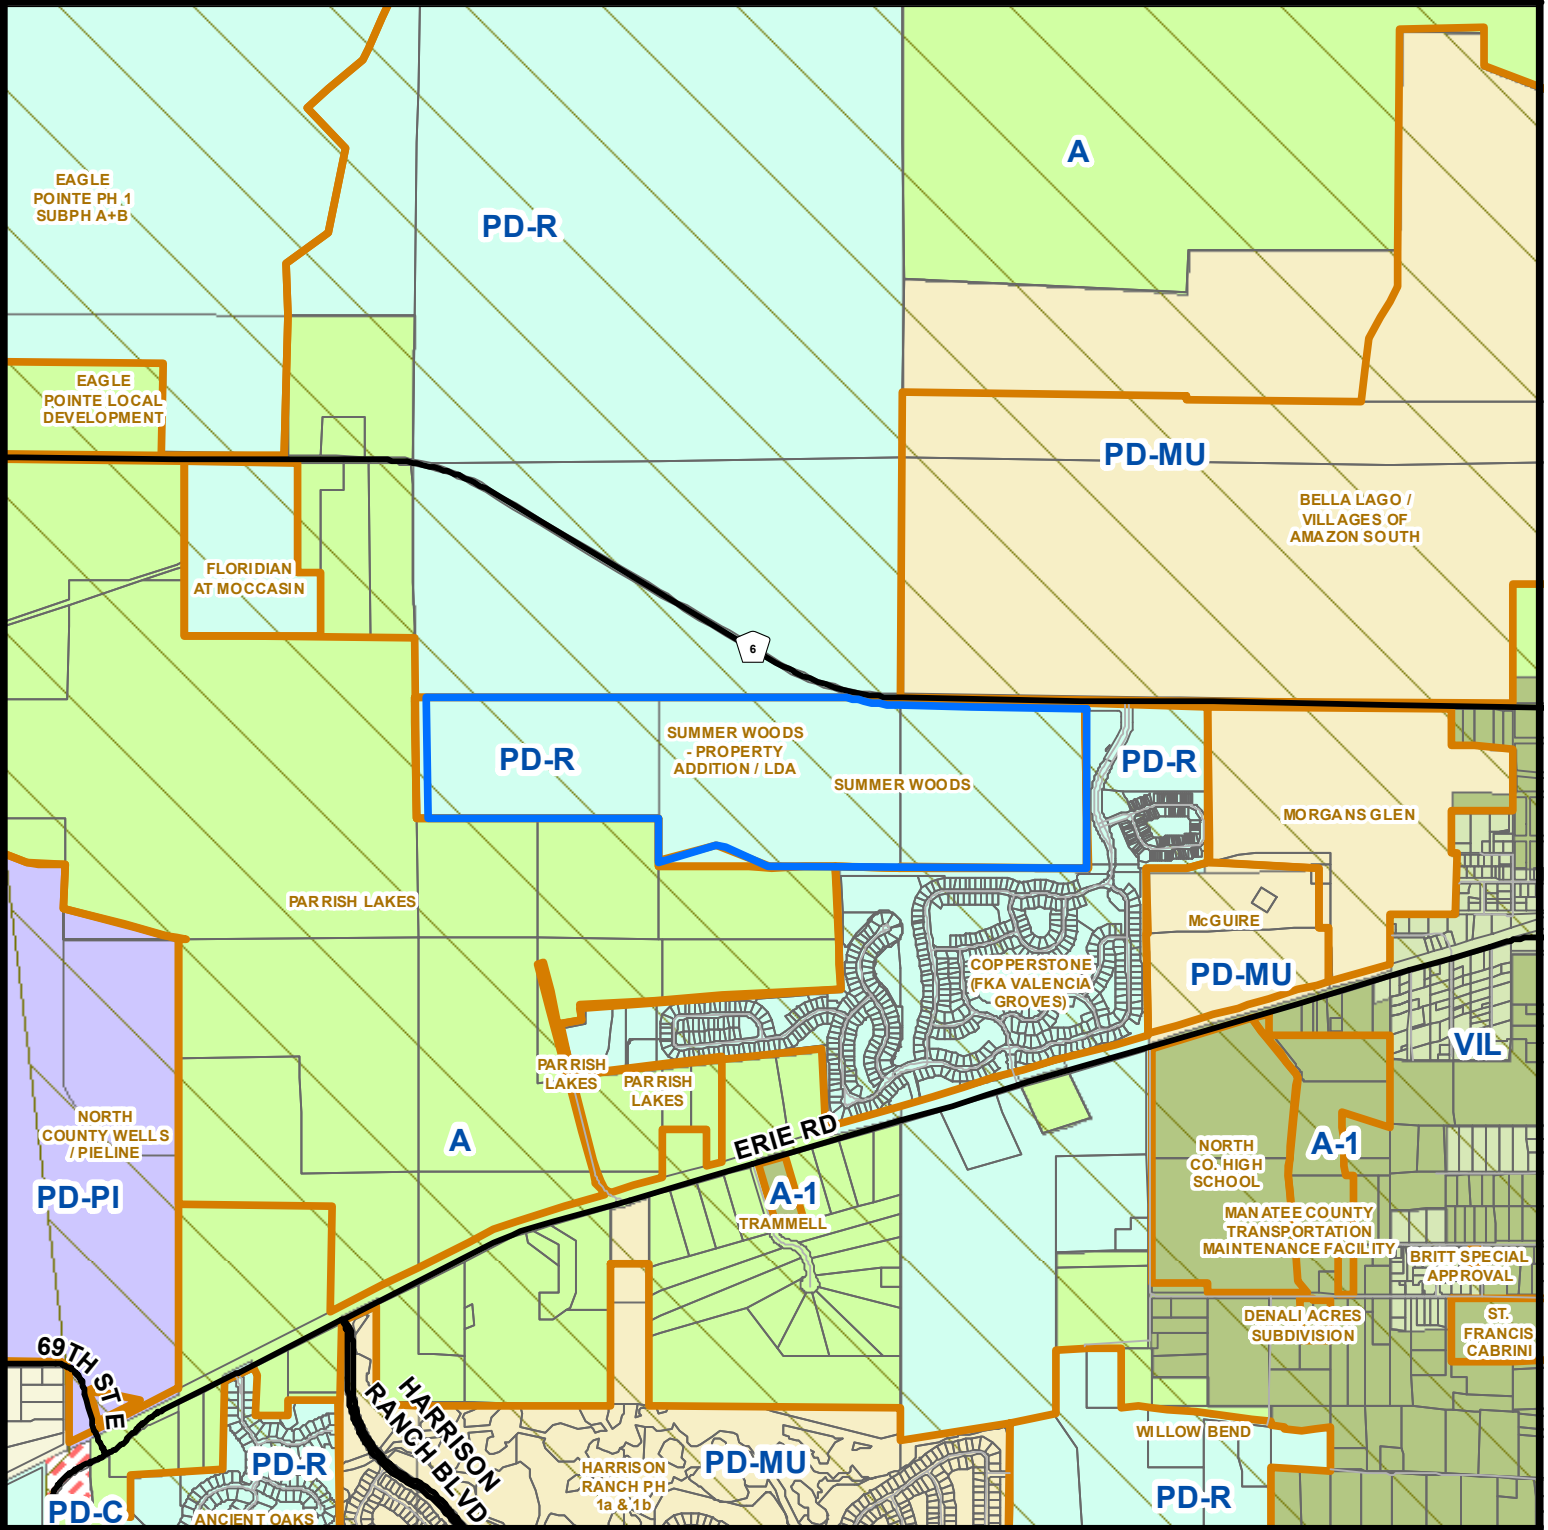 A
EAGLE
POINTE PH 1
SUBPH A+B
PD-R
EAGLE
POINTE LOCAL
DEVELOPMENT
PD-MU
BELLA LAGO /
VILLAGES OF
AMAZON SOUTH
FLORIDIAN
AT MOCCASIN
6
PD-R
SUMMER WOODS
- PROPERTY
ADDITION / LDA
SUMMER WOODS
PD-R
MORGANS GLEN
PARRISH LAKES
McGUIRE
COPPERSTONE
(FKA VALENCIA
GROVES)
PD-MU
VIL
PARRISH
LAKES
PARRISH
LAKES
NORTH
COUNTY WELLS
/ PIELINE
A
ERIE RD
NORTH
CO. HIGH
SCHOOL
A-1
PD-PI
A-1
TRAMMELL
MANATEE COUNTY
TRANSPORTATION
MAINTENANCE FACILITY
BRITT SPECIAL
APPROVAL
DENALI ACRES
SUBDIVISION
ST.
FRANCIS
CABRINI
69TH ST E
HARRISON
RANCH BLVD
WILLOW BEND
PD-R
HARRISON
RANCH PH
1a & 1b
PD-MU
PD-R
PD-C
ANCIENT OAKS